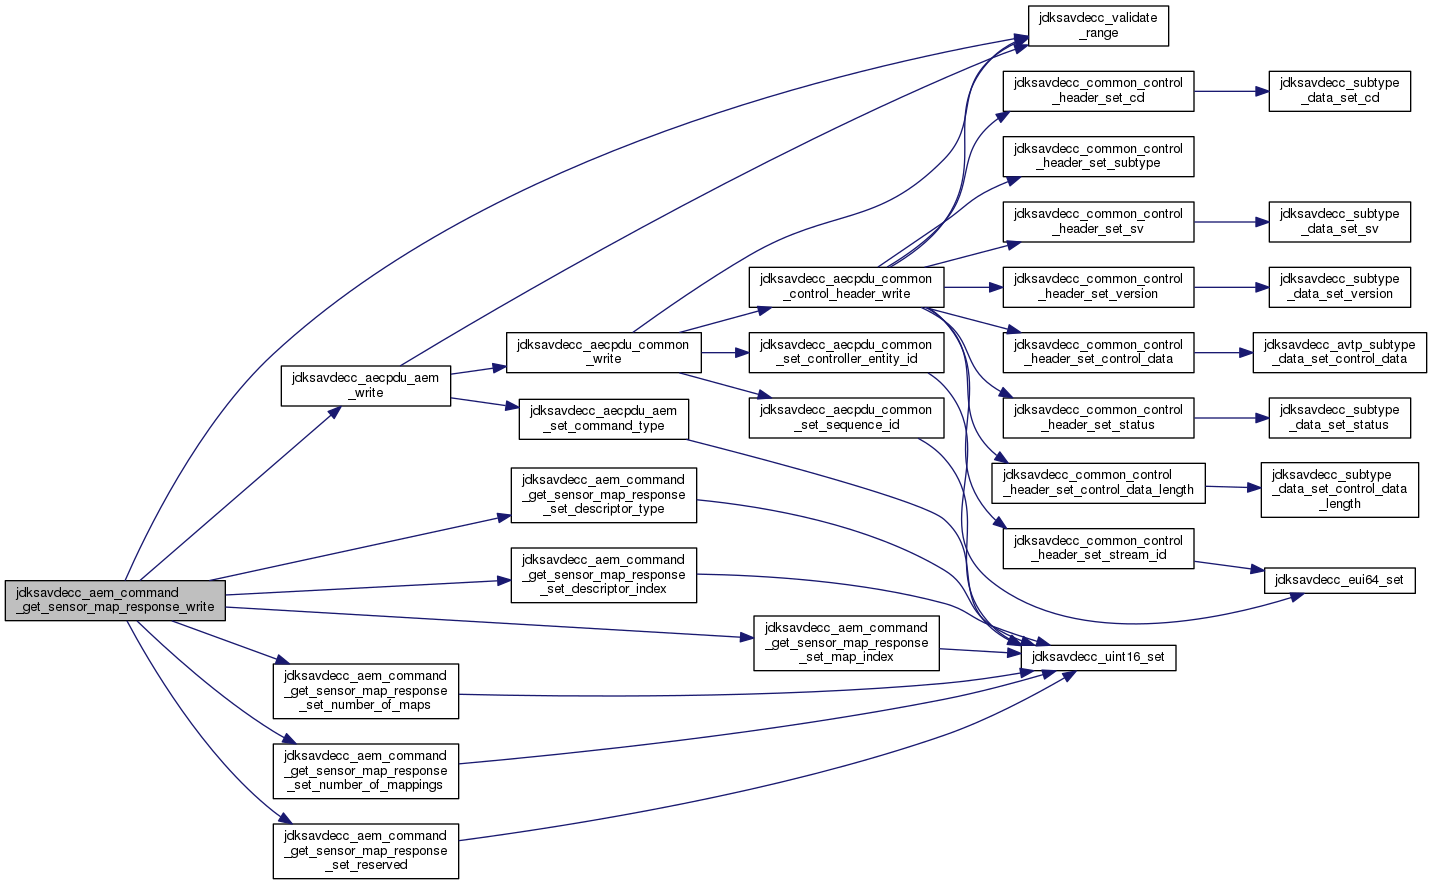 jdksavdecc_aem_command
_get_sensor_map_response_write
jdksavdecc_aecpdu_aem
_write
jdksavdecc_aem_command
_get_sensor_map_response
_set_number_of_maps
jdksavdecc_aem_command
_get_sensor_map_response
_set_number_of_mappings
jdksavdecc_aem_command
_get_sensor_map_response
_set_reserved
jdksavdecc_aecpdu_common
_write
jdksavdecc_aecpdu_aem
_set_command_type
jdksavdecc_aem_command
_get_sensor_map_response
_set_descriptor_type
jdksavdecc_aem_command
_get_sensor_map_response
_set_descriptor_index
jdksavdecc_aecpdu_common
_control_header_write
jdksavdecc_aecpdu_common
_set_controller_entity_id
jdksavdecc_aecpdu_common
_set_sequence_id
jdksavdecc_aem_command
_get_sensor_map_response
_set_map_index
jdksavdecc_validate
_range
jdksavdecc_common_control
_header_set_cd
jdksavdecc_common_control
_header_set_subtype
jdksavdecc_common_control
_header_set_sv
jdksavdecc_common_control
_header_set_version
jdksavdecc_common_control
_header_set_control_data
jdksavdecc_common_control
_header_set_status
jdksavdecc_common_control
_header_set_control_data_length
jdksavdecc_common_control
_header_set_stream_id
jdksavdecc_uint16_set
jdksavdecc_subtype
_data_set_cd
jdksavdecc_subtype
_data_set_sv
jdksavdecc_subtype
_data_set_version
jdksavdecc_avtp_subtype
_data_set_control_data
jdksavdecc_subtype
_data_set_status
jdksavdecc_subtype
_data_set_control_data
_length
jdksavdecc_eui64_set